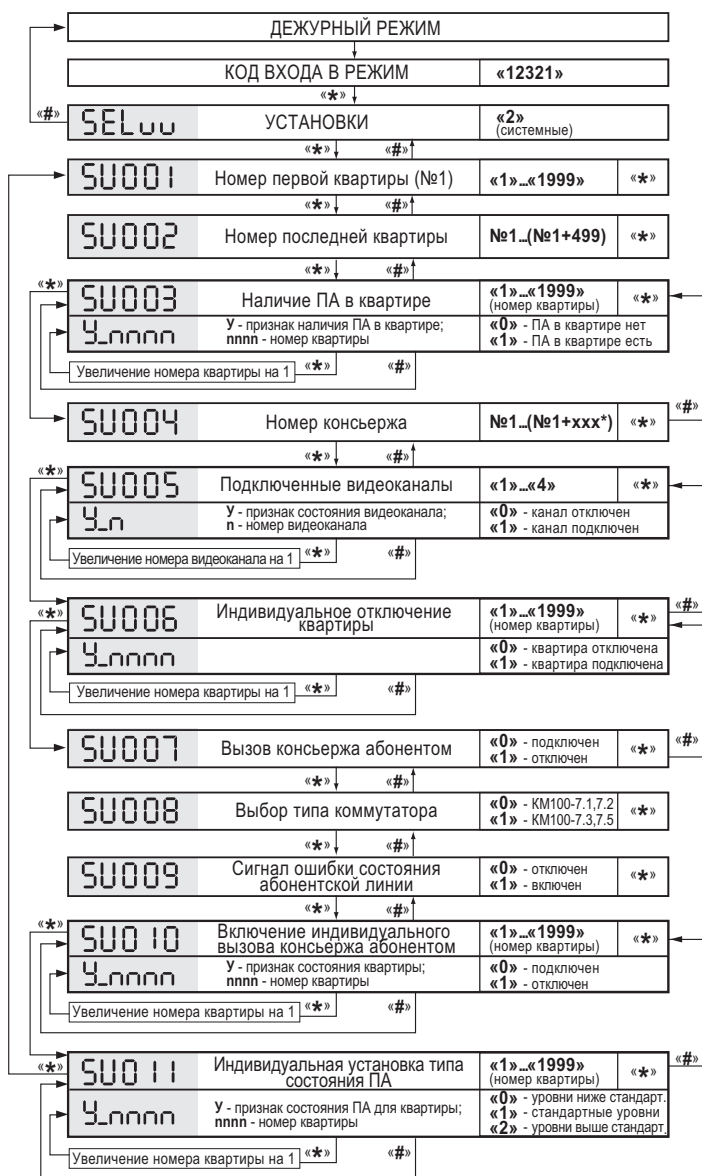 ДЕЖУРНЫЙ РЕЖИМ
КОД ВХОДА В РЕЖИМ «12321»
«*»
«#» SELυυ УСТАНОВКИ «2»
(системные)
«*» «#»
SU001 Номер первой квартиры (№1) «1»...«1999» «*»
«*» «#»
SU002 Номер последней квартиры №1...(№1+499) «*»
«*» «#»
«*» SU003 Наличие ПА в квартире «1»...«1999» «*»
(номер квартиры)
У_nnnn У - признак наличия ПА в квартире; «0» - ПА в квартире нет
nnnn - номер квартиры «1» - ПА в квартире есть
Увеличение номера квартиры на 1 «*» «#»
SU004 Номер консьержа №1...(№1+xxx*) «*» «#»
«*» «#»
«*» SU005 Подключенные видеоканалы «1»...«4» «*»
У_n У - признак состояния видеоканала; «0» - канал отключен
n - номер видеоканала «1» - канал подключен
Увеличение номера видеоканала на 1 «*» «#»
«*» SU006 Индивидуальное отключение «1»...«1999» «*» «#»
квартиры (номер квартиры)
У_nnnn «0» - квартира отключена
«1» - квартира подключена
Увеличение номера квартиры на 1 «*» «#»
SU007 Вызов консьержа абонентом «0» - подключен «*» «#»
«1» - отключен
«*» «#»
SU008 Выбор типа коммутатора «0» - КМ100-7.1,7.2 «*»
«1» - КМ100-7.3,7.5
«*» «#»
SU009 Сигнал ошибки состояния «0» - отключен «*»
абонентской линии «1» - включен
«*» «#»
«*» SU010 Включение индивидуального «1»...«1999» «*»
вызова консьержа абонентом (номер квартиры)
У_nnnn У - признак состояния квартиры; «0» - подключен
nnnn - номер квартиры «1» - отключен
Увеличение номера квартиры на 1 «*» «#»
«*» SU011 Индивидуальная установка типа «1»...«1999» «*» «#»
состояния ПА (номер квартиры)
У_nnnn У - признак состояния ПА для квартиры; «0» - уровни ниже стандарт.
nnnn - номер квартиры «1» - стандартные уровни
«2» - уровни выше стандарт.
Увеличение номера квартиры на 1 «*» «#»